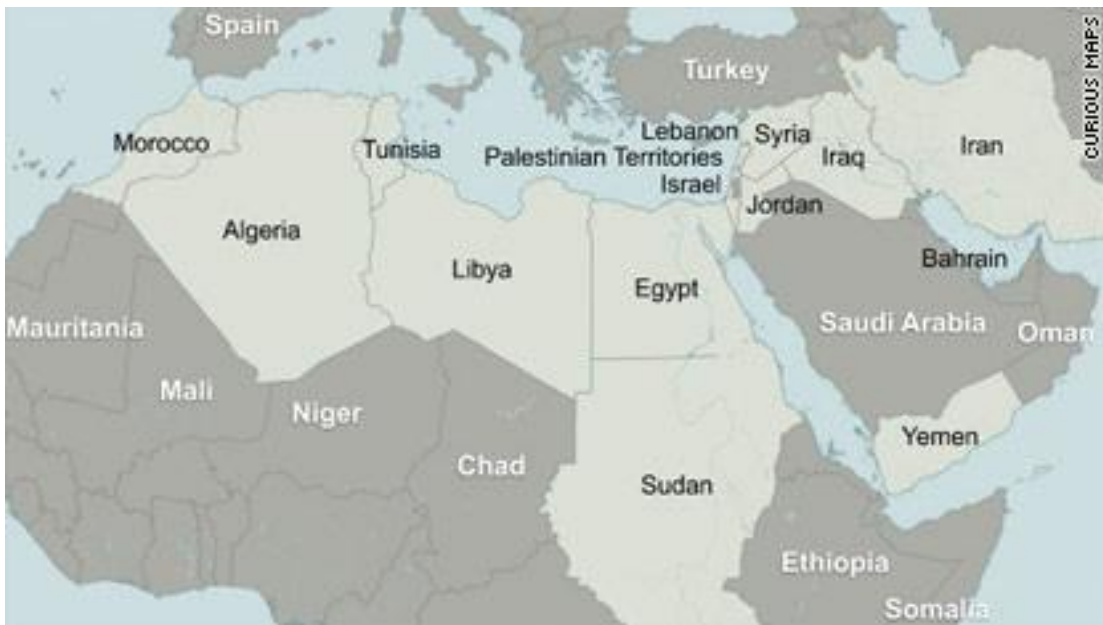 Spain
CURIOUS MAPS
Turkey
Morocco
Tunisia
Lebanon
Syria
Palestinian Territories
Iraq
Iran
Israel
Jordan
Algeria
Libya
Egypt
Bahrain
Mauritania
Saudi Arabia
Oman
Mali
Niger
Chad
Yemen
Sudan
Ethiopia
Somalia